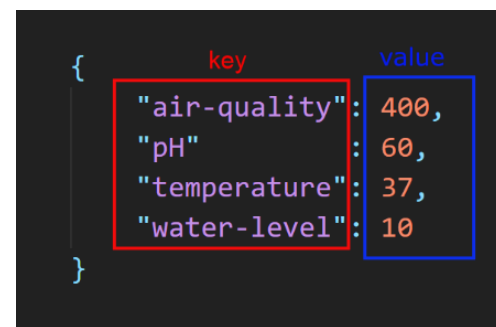 key value
{
"air-quality": 400,
"pH" : 60,
"temperature": 37,
"water-level": 10
}